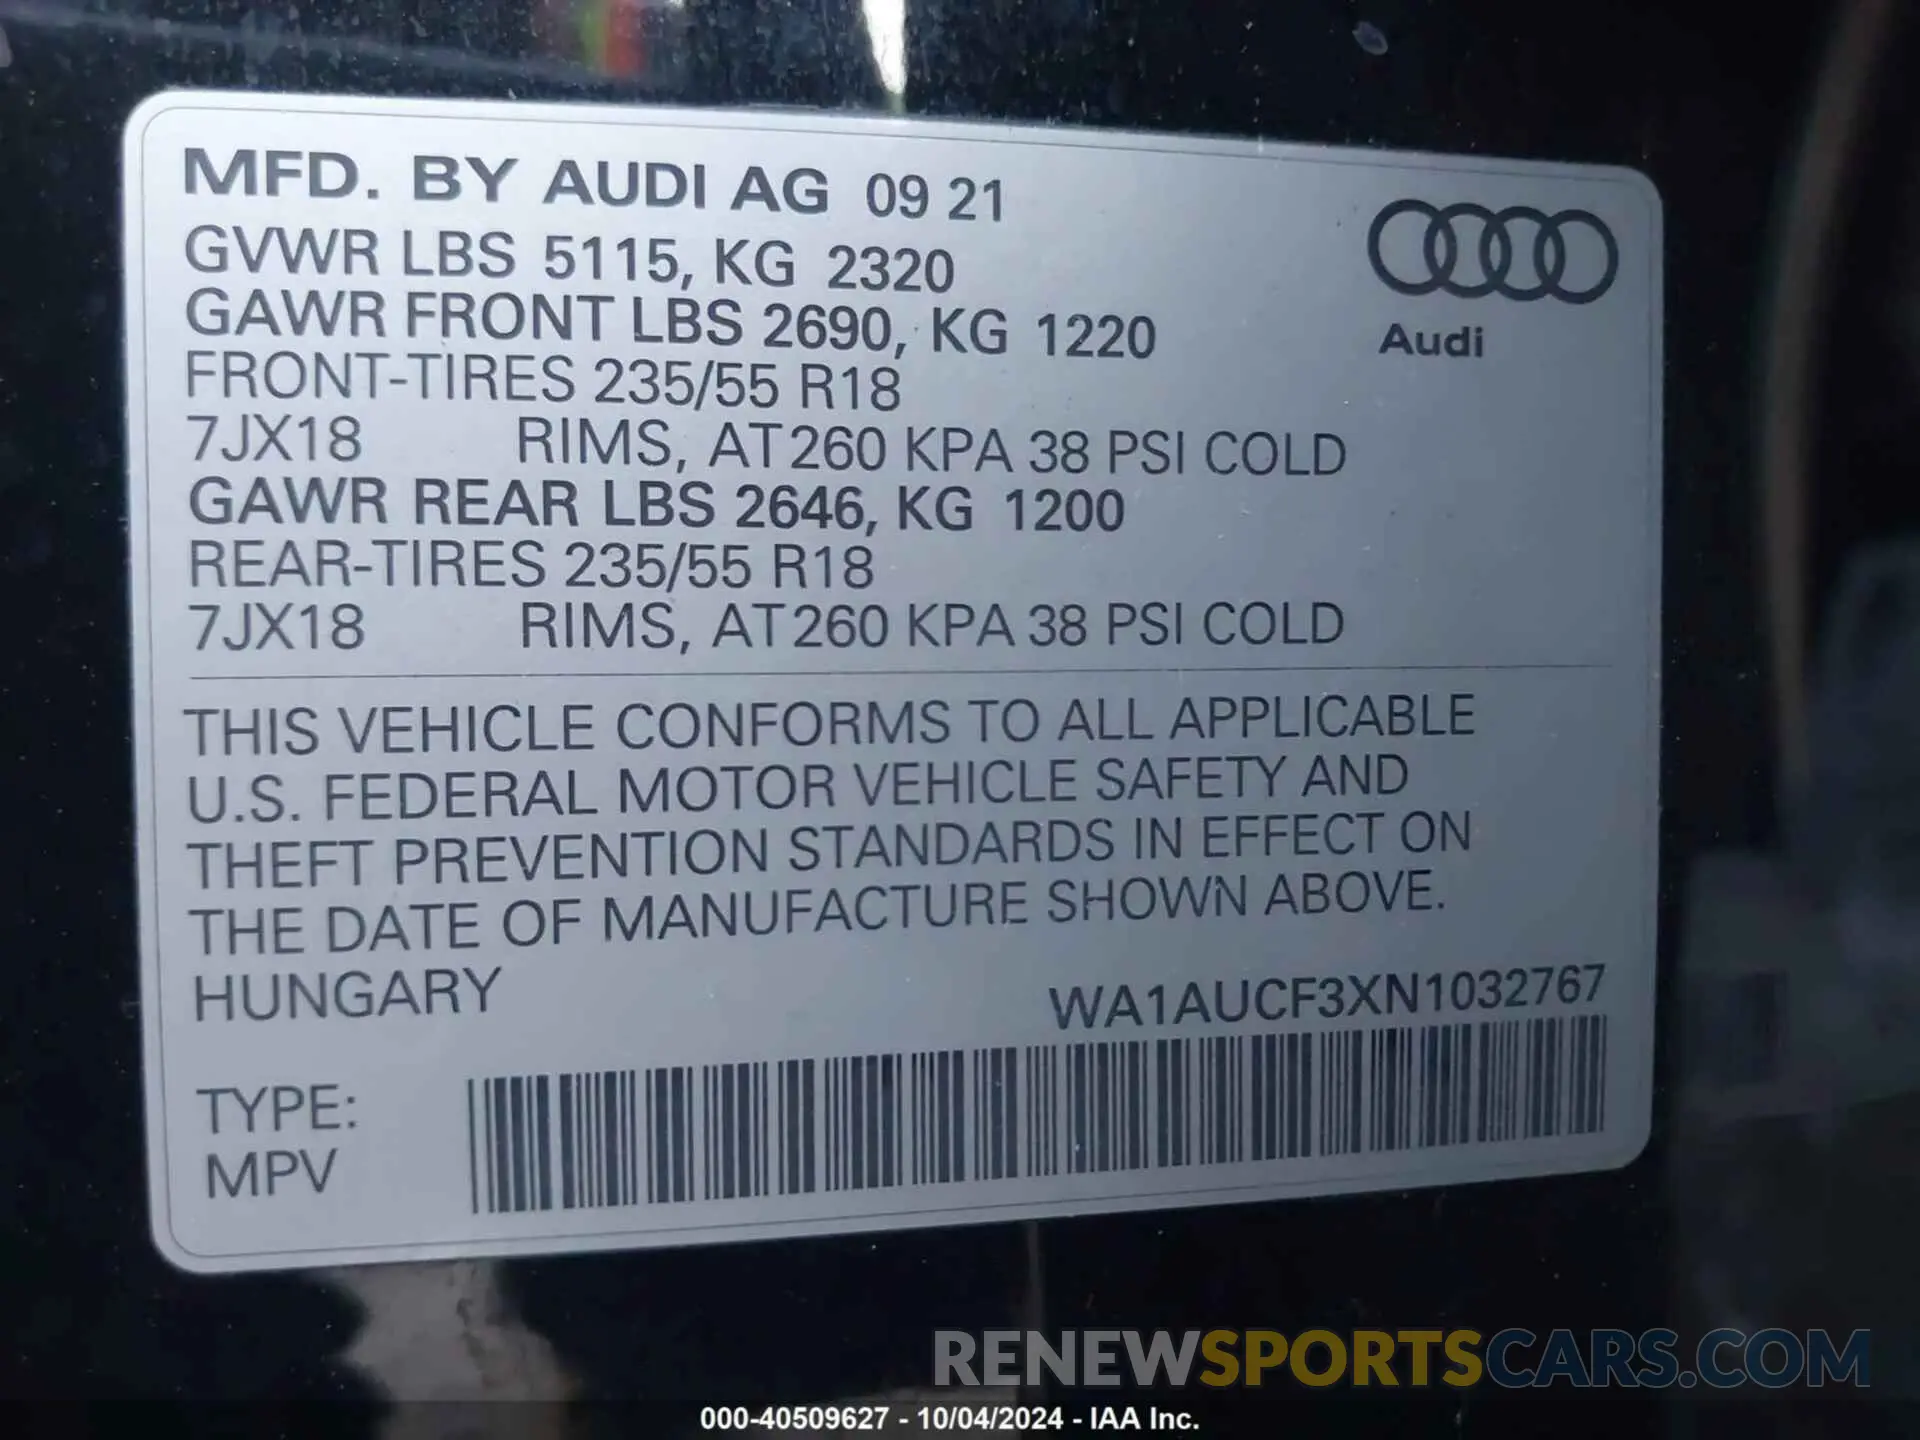 MFD. BY AUDI AG 09 21
GVWR LBS 5115, KG 2320
GAWR FRONT LBS 2690, KG 1220
FRONT-TIRES 235/55 R18
7JX18 RIMS, AT 260 KPA 38 PSI COLD
GAWR REAR LBS 2646, KG 1200
REAR-TIRES 235/55 R18
7JX18 RIMS, AT 260 KPA 38 PSI COLD
Audi
THIS VEHICLE CONFORMS TO ALL APPLICABLE
U.S. FEDERAL MOTOR VEHICLE SAFETY AND
THEFT PREVENTION STANDARDS IN EFFECT ON
THE DATE OF MANUFACTURE SHOWN ABOVE.
HUNGARY
WA1AUCF3XN1032767
TYPE:
MPV
RENEWSPORTSCARS.COM
000-40509627 - 10/04/2024 - IAA Inc.